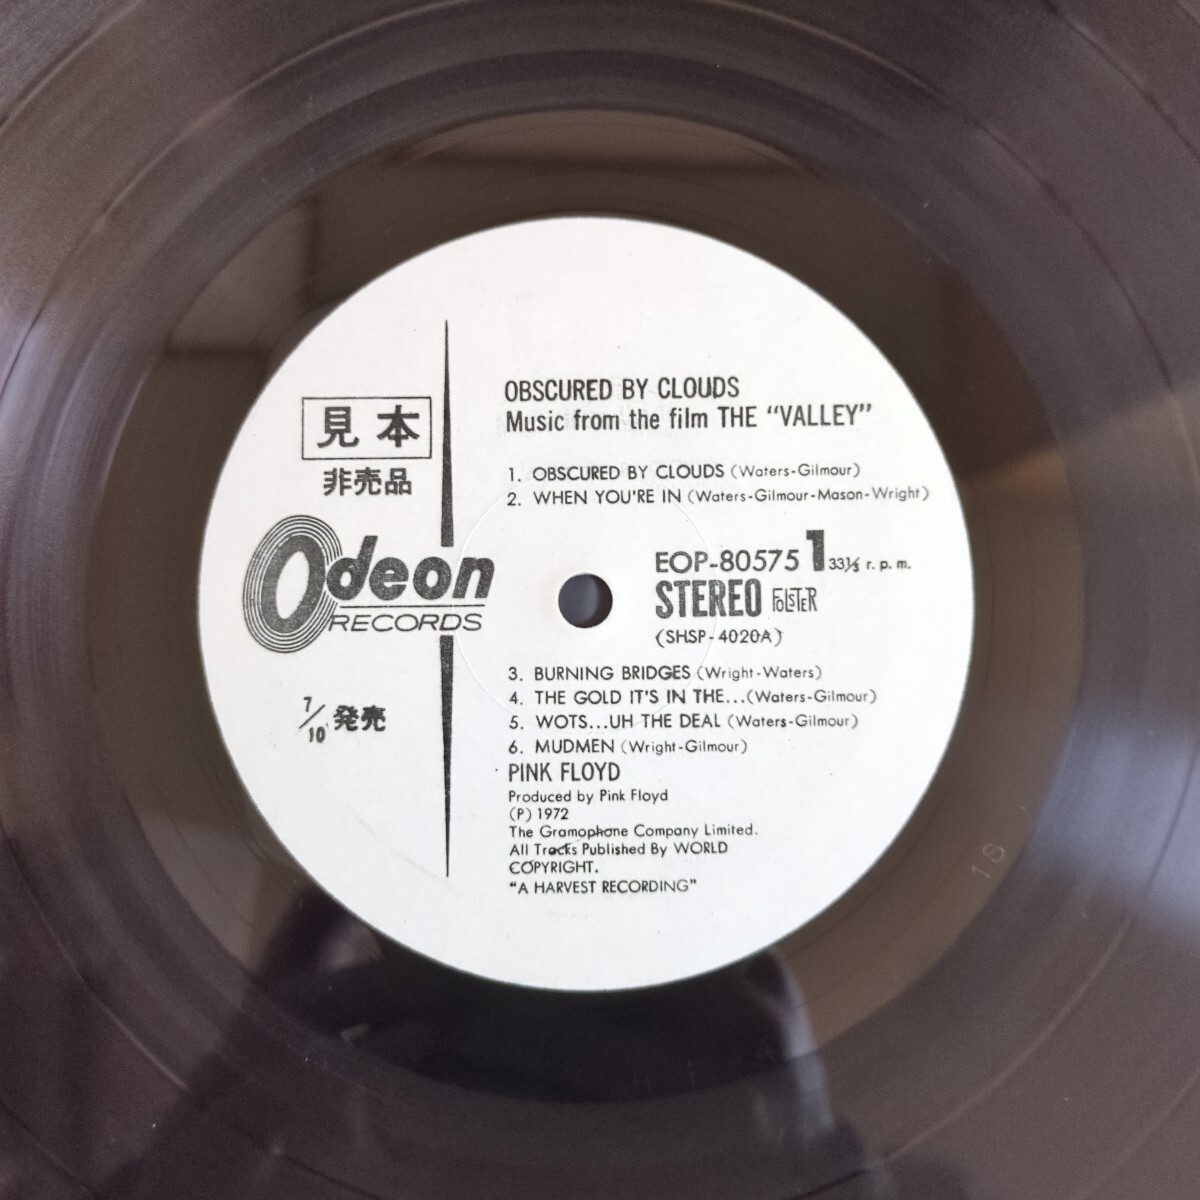 OBSCURED BY CLOUDS
Music from the film THE “VALLEY”
見本
非売品
1. OBSCURED BY CLOUDS (Waters-Gilmour)
2. WHEN YOU'RE IN (Waters-Gilmour-Mason-Wright)
Odeon
RECORDS
EOP-80575 1 33⅓ r. p. m.
STEREO FOLSTER
(SHSP-4020A)
3. BURNING BRIDGES (Wright-Waters)
4. THE GOLD IT'S IN THE...(Waters-Gilmour)
5. WOTS...UH THE DEAL (Waters-Gilmour)
6. MUDMEN (Wright-Gilmour)
7/10 発売
PINK FLOYD
Produced by Pink Floyd
(P) 1972
The Gramophone Company Limited.
All Tracks Published By WORLD
COPYRIGHT.
“A HARVEST RECORDING”
1S